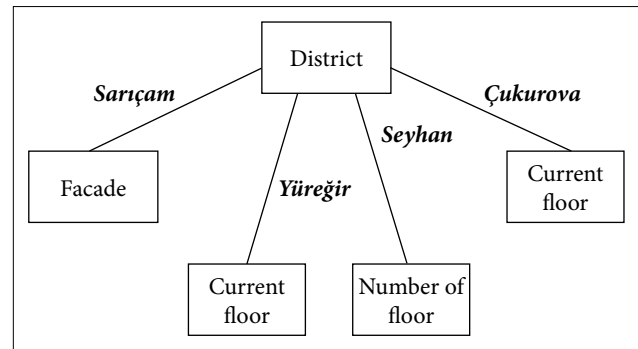 District
Sarıçam
Çukurova
Seyhan
Facade
Yüreğir
Current
floor
Current
floor
Number of
floor